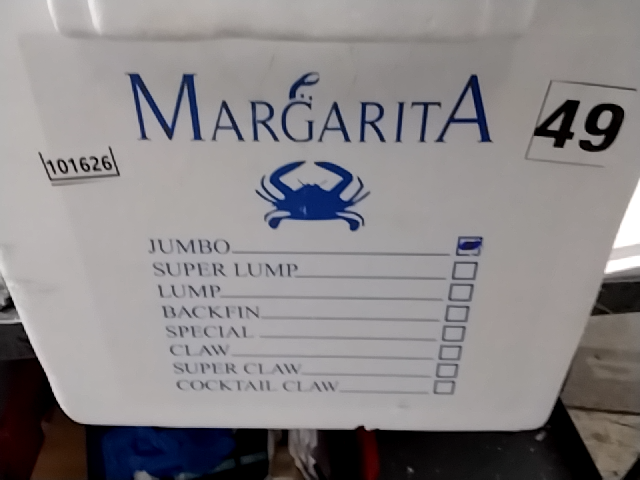 MARGARITA
49
101626
JUMBO
SUPER LUMP
LUMP
BACKFIN
SPECIAL
CLAW
SUPER CLAW
COCKTAIL CLAW